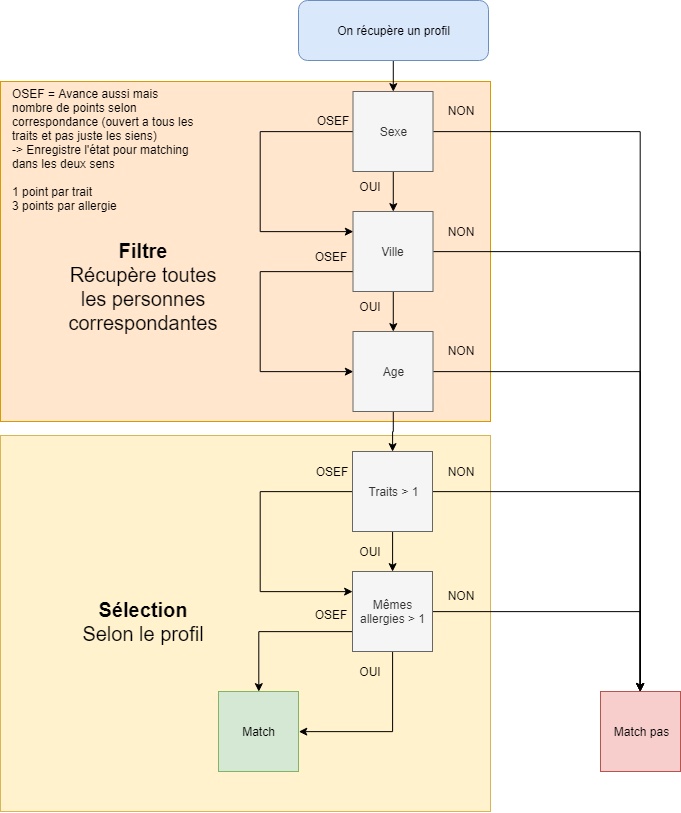 On récupère un profil
OSEF = Avance aussi mais
nombre de points selon
correspondance (ouvert a tous les
traits et pas juste les siens)
-> Enregistre l'état pour matching
dans les deux sens
1 point par trait
3 points par allergie
OSEF
Sexe
NON
OUI
Filtre
Récupère toutes
les personnes
correspondantes
OSEF
Ville
NON
OUI
Age
NON
OSEF
Traits > 1
NON
OUI
Sélection
Selon le profil
OSEF
Mêmes
allergies > 1
NON
OUI
Match
Match pas